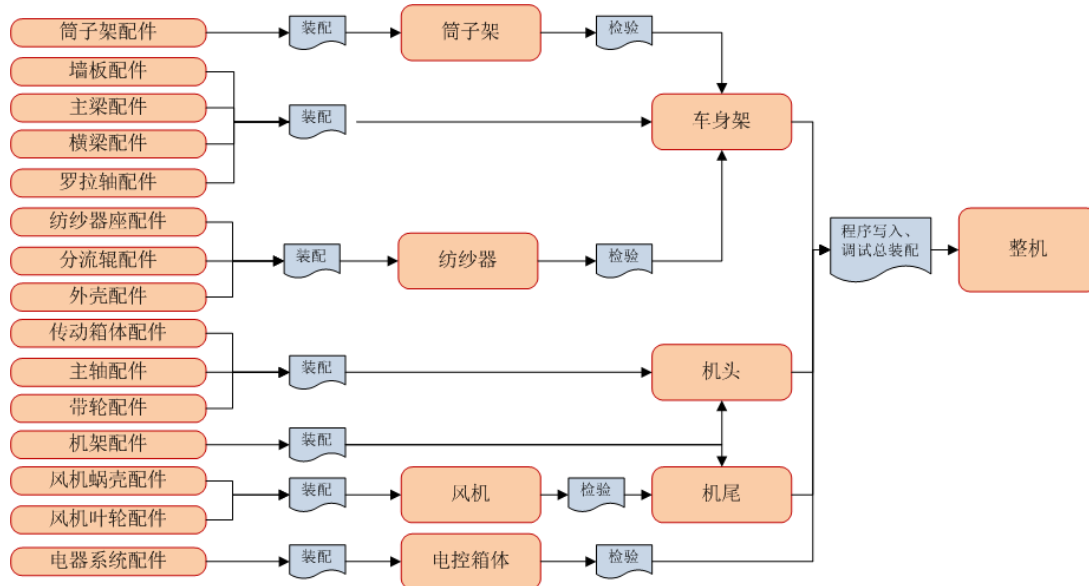 筒子架配件
装配
筒子架
检验
墙板配件
主梁配件
装配
车身架
横梁配件
罗拉轴配件
纺纱器座配件
分流辊配件
装配
纺纱器
检验
程序写入、
调试总装配
整机
外壳配件
传动箱体配件
主轴配件
装配
机头
带轮配件
机架配件
装配
风机蜗壳配件
装配
风机
检验
机尾
风机叶轮配件
电器系统配件
装配
电控箱体
检验